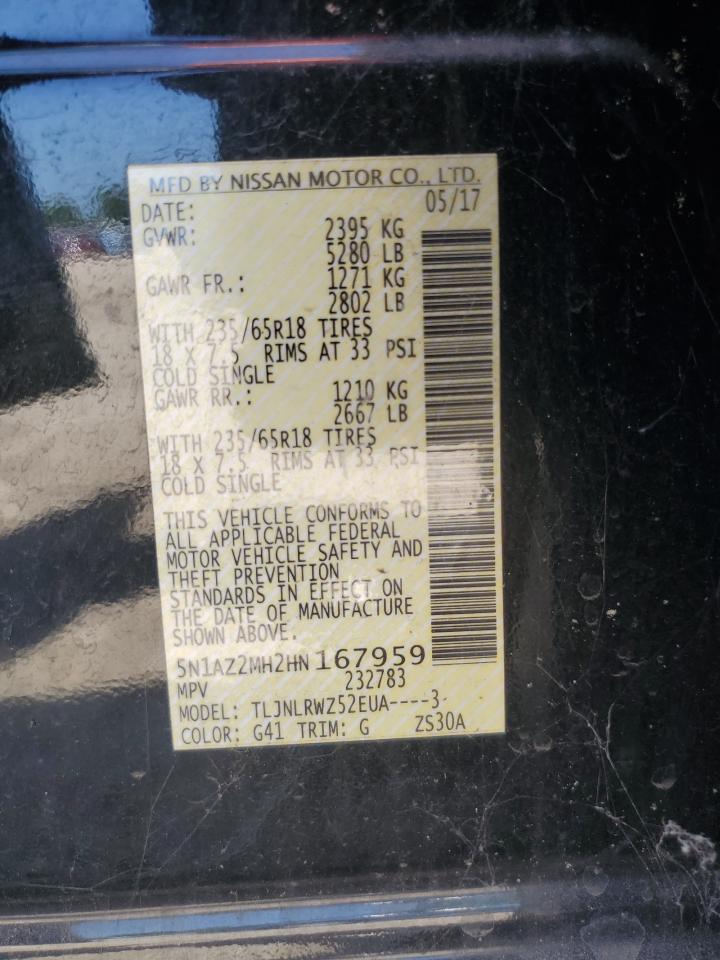 MFD BY NISSAN MOTOR CO., LTD.
DATE: 05/17
GVWR: 2395 KG
5280 LB
GAWR FR.: 1271 KG
2802 LB
WITH 235/65R18 TIRES
18 X 7.5 RIMS AT 33 PSI
COLD SINGLE
GAWR RR.: 1210 KG
2667 LB
WITH 235/65R18 TIRES
18 X 7.5 RIMS AT 33 PSI
COLD SINGLE
THIS VEHICLE CONFORMS TO
ALL APPLICABLE FEDERAL
MOTOR VEHICLE SAFETY AND
THEFT PREVENTION
STANDARDS IN EFFECT ON
THE DATE OF MANUFACTURE
SHOWN ABOVE.
5N1AZ2MH2HN167959
MPV 232783
MODEL: TLJNLRWZ52EUA----3-
COLOR: G41 TRIM: G ZS30A